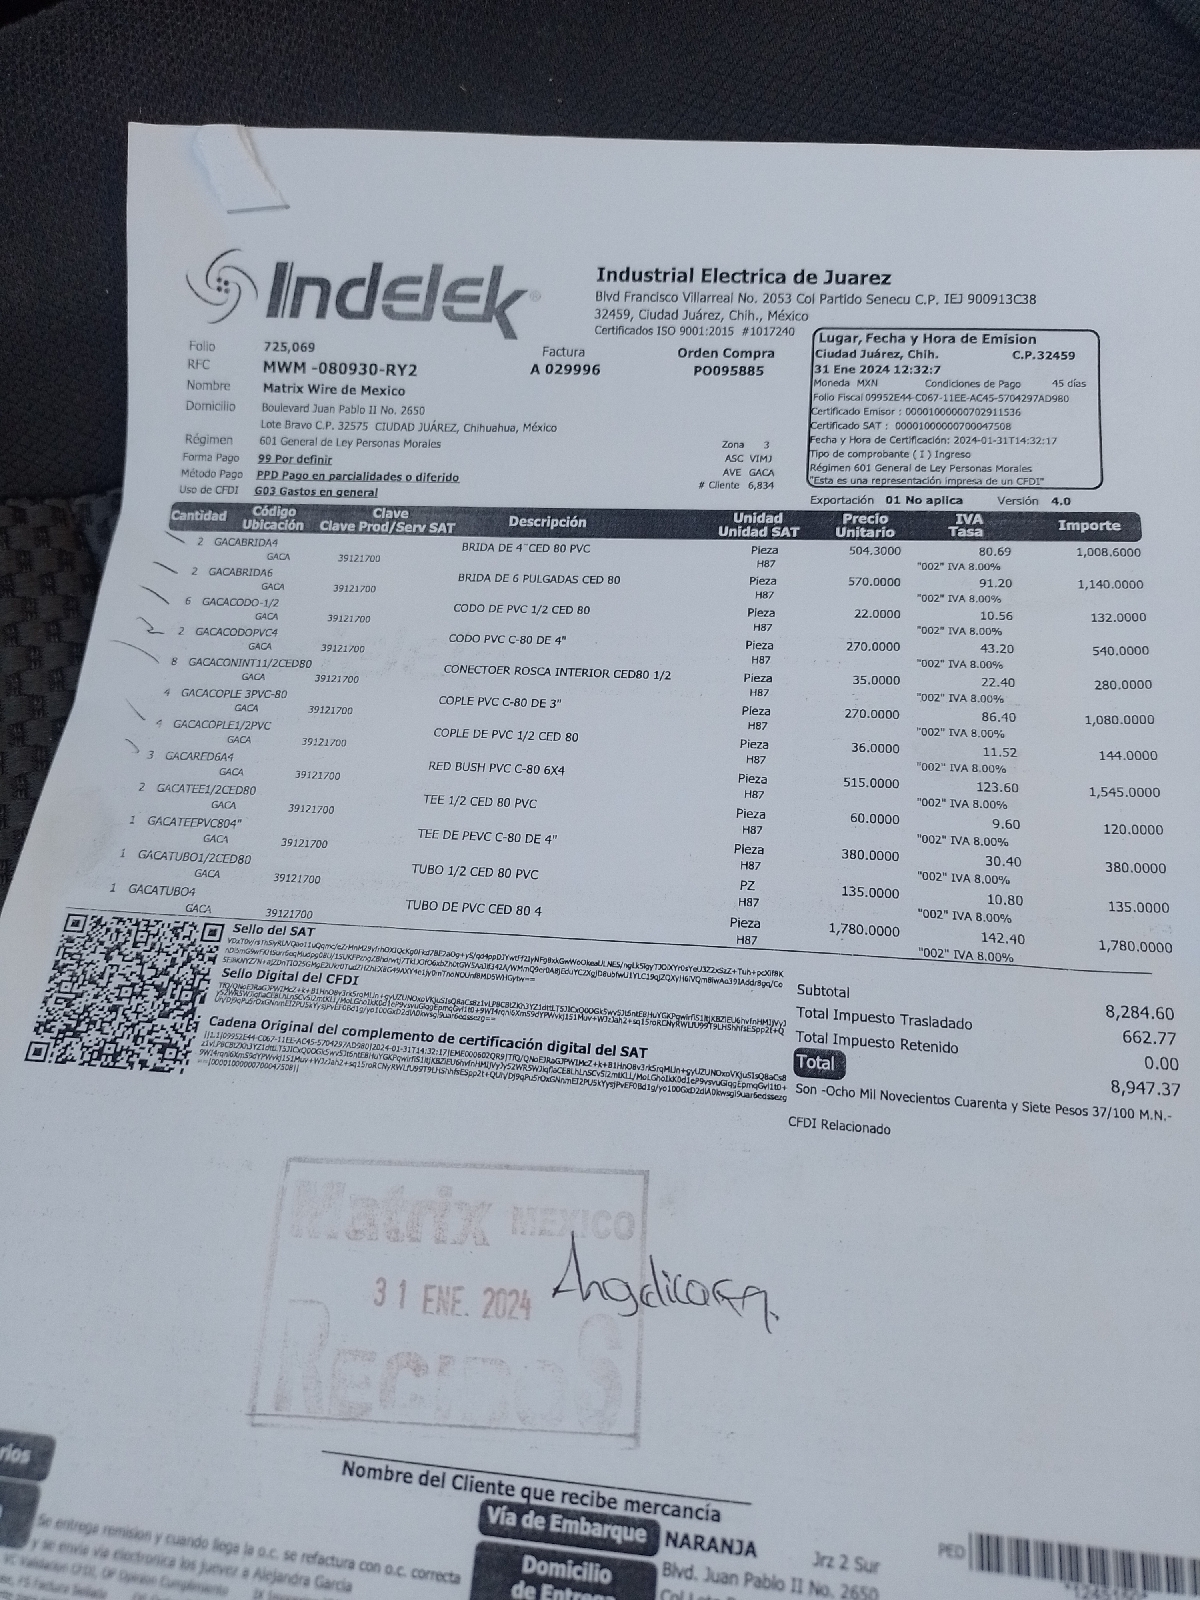 Indelek
Industrial Electrica de Juarez
Blvd Francisco Villarreal No. 2053 Col Partido Senecu C.P. IEJ 900913C38
32459, Ciudad Juárez, Chih., México
Certificados ISO 9001:2015 #1017240
Folio 725,069
RFC MWM -080930-RY2
Factura
A 029996
Orden Compra
PO095885
Nombre Matrix Wire de Mexico
Domicilio Boulevard Juan Pablo II No. 2650
Lote Bravo C.P. 32575 CIUDAD JUÁREZ, Chihuahua, México
Régimen 601 General de Ley Personas Morales
Forma Pago 99 Por definir
Método Pago PPD Pago en parcialidades o diferido
Uso de CFDI G03 Gastos en general
Zona 3
ASC VIMJ
AVE GACA
# Cliente 6,834
Lugar, Fecha y Hora de Emisión
Ciudad Juárez, Chih. C.P.32459
31 Ene 2024 12:32:7
Moneda MXN Condiciones de Pago 45 días
Folio Fiscal 09952E44-C067-11EE-AC45-5704297AD980
Certificado Emisor : 00001000000702911536
Certificado SAT : 00001000000700047508
Fecha y Hora de Certificación: 2024-01-31T14:32:17
Tipo de comprobante ( I ) Ingreso
Régimen 601 General de Ley Personas Morales
"Esta es una representación impresa de un CFDI"
Exportación 01 No aplica Versión 4.0
Cantidad Código Ubicación Clave Clave Prod/Serv SAT Descripción Unidad Unidad SAT Precio Unitario IVA Tasa Importe
2 GACABRIDA4 BRIDA DE 4"CED 80 PVC Pieza 504.3000 80.69 1,008.6000
GACA 39121700 H87 "002" IVA 8.00%
2 GACABRIDA6 BRIDA DE 6 PULGADAS CED 80 Pieza 570.0000 91.20 1,140.0000
GACA 39121700 H87 "002" IVA 8.00%
6 GACACODO-1/2 CODO DE PVC 1/2 CED 80 Pieza 22.0000 10.56 132.0000
GACA 39121700 H87 "002" IVA 8.00%
2 GACACODOPVC4 CODO PVC C-80 DE 4" Pieza 270.0000 43.20 540.0000
GACA 39121700 H87 "002" IVA 8.00%
8 GACACONINT11/2CED80 CONECTOER ROSCA INTERIOR CED80 1/2 Pieza 35.0000 22.40 280.0000
GACA 39121700 H87 "002" IVA 8.00%
4 GACACOPLE 3PVC-80 COPLE PVC C-80 DE 3" Pieza 270.0000 86.40 1,080.0000
GACA 39121700 H87 "002" IVA 8.00%
4 GACACOPLE1/2PVC COPLE DE PVC 1/2 CED 80 Pieza 36.0000 11.52 144.0000
GACA 39121700 H87 "002" IVA 8.00%
3 GACARED6A4 RED BUSH PVC C-80 6X4 Pieza 515.0000 123.60 1,545.0000
GACA 39121700 H87 "002" IVA 8.00%
2 GACATEE1/2CED80 TEE 1/2 CED 80 PVC Pieza 60.0000 9.60 120.0000
GACA 39121700 H87 "002" IVA 8.00%
1 GACATEEPVC804" TEE DE PEVC C-80 DE 4" Pieza 380.0000 30.40 380.0000
GACA 39121700 H87 "002" IVA 8.00%
1 GACATUBO1/2CED80 TUBO 1/2 CED 80 PVC PZ 135.0000 10.80 135.0000
GACA 39121700 H87 "002" IVA 8.00%
1 GACATUBO4 TUBO DE PVC CED 80 4 Pieza 1,780.0000 142.40 1,780.0000
GACA 39121700 H87 "002" IVA 8.00%
Sello del SAT
Sello Digital del CFDI
Cadena Original del complemento de certificación digital del SAT
Subtotal 8,284.60
Total Impuesto Trasladado 662.77
Total Impuesto Retenido 0.00
Total 8,947.37
Son -Ocho Mil Novecientos Cuarenta y Siete Pesos 37/100 M.N.-
CFDI Relacionado
Matrix MEXICO
31 ENE. 2024
RECIBOS
Nombre del Cliente que recibe mercancía
Vía de Embarque NARANJA Jrz 2 Sur
Domicilio de Entrega Blvd. Juan Pablo II No. 2650
PED
Se entrega remision y cuando llega la o.c. se refactura con o.c. correcta
y se envia via electronica los jueves a Alejandra Garcia